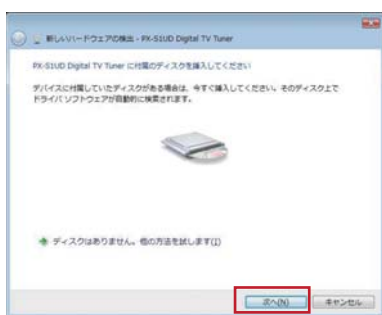 新しいハードウェアの検出 - PX-S1UD Digital TV Tuner
PX-S1UD Digital TV Tuner に付属のディスクを挿入してください
デバイスに付属していたディスクがある場合は、今すぐ挿入してください。そのディスク上で
ドライバ ソフトウェアが自動的に検索されます。
ディスクはありません。他の方法を試します(I)
次へ(N)
キャンセル